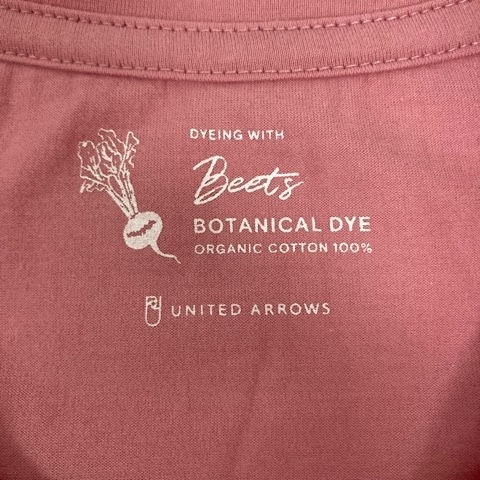 DYEING WITH
Beets
BOTANICAL DYE
ORGANIC COTTON 100%
UNITED ARROWS